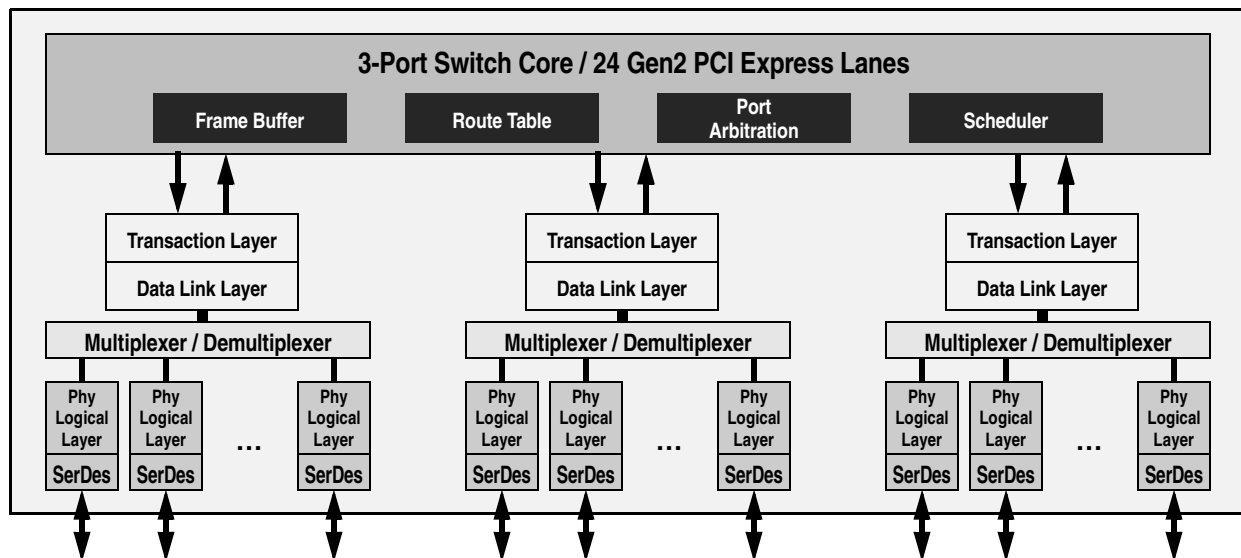 3-Port Switch Core / 24 Gen2 PCI Express Lanes
Frame Buffer
Route Table
Port
Arbitration
Scheduler
Transaction Layer
Data Link Layer
Multiplexer / Demultiplexer
Phy
Logical
Layer
SerDes
Phy
Logical
Layer
SerDes
...
Phy
Logical
Layer
SerDes
Transaction Layer
Data Link Layer
Multiplexer / Demultiplexer
Phy
Logical
Layer
SerDes
Phy
Logical
Layer
SerDes
...
Phy
Logical
Layer
SerDes
Transaction Layer
Data Link Layer
Multiplexer / Demultiplexer
Phy
Logical
Layer
SerDes
Phy
Logical
Layer
SerDes
...
Phy
Logical
Layer
SerDes